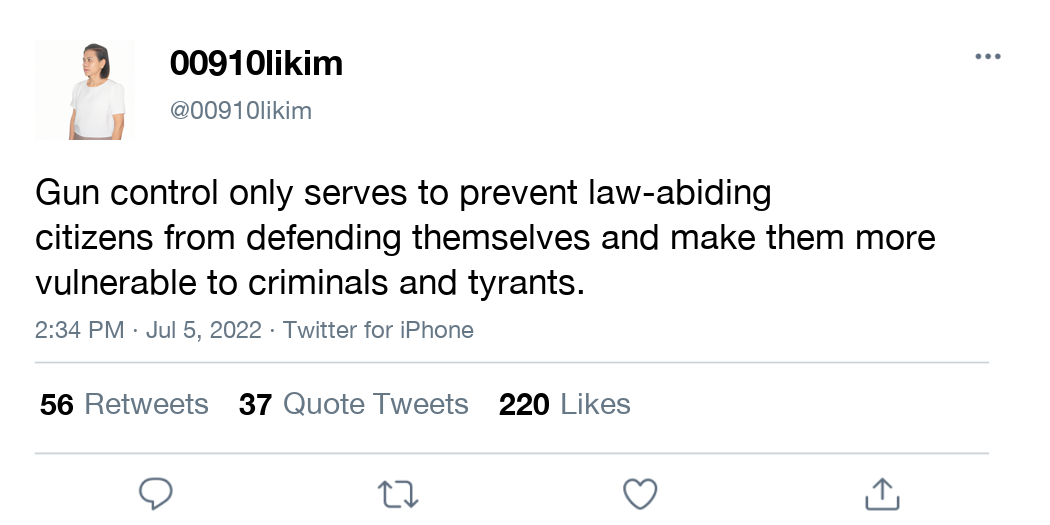 00910likim
@00910likim
Gun control only serves to prevent law-abiding
citizens from defending themselves and make them more
vulnerable to criminals and tyrants.
2:34 PM · Jul 5, 2022 · Twitter for iPhone
56 Retweets 37 Quote Tweets 220 Likes